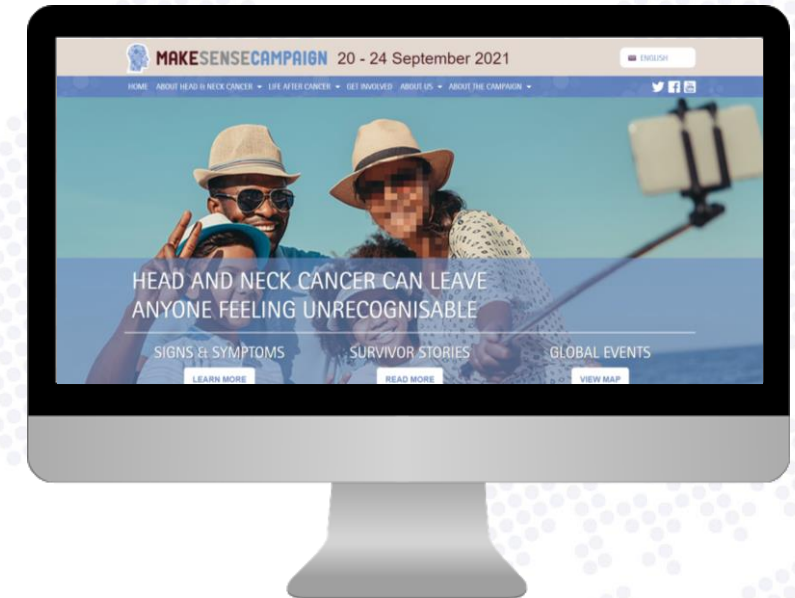 MAKESENSECAMPAIGN 20 - 24 September 2021
ENGLISH
HOME ABOUT HEAD & NECK CANCER LIFE AFTER CANCER GET INVOLVED ABOUT US ABOUT THE CAMPAIGN
HEAD AND NECK CANCER CAN LEAVE
ANYONE FEELING UNRECOGNISABLE
SIGNS & SYMPTOMS SURVIVOR STORIES GLOBAL EVENTS
LEARN MORE READ MORE VIEW MAP